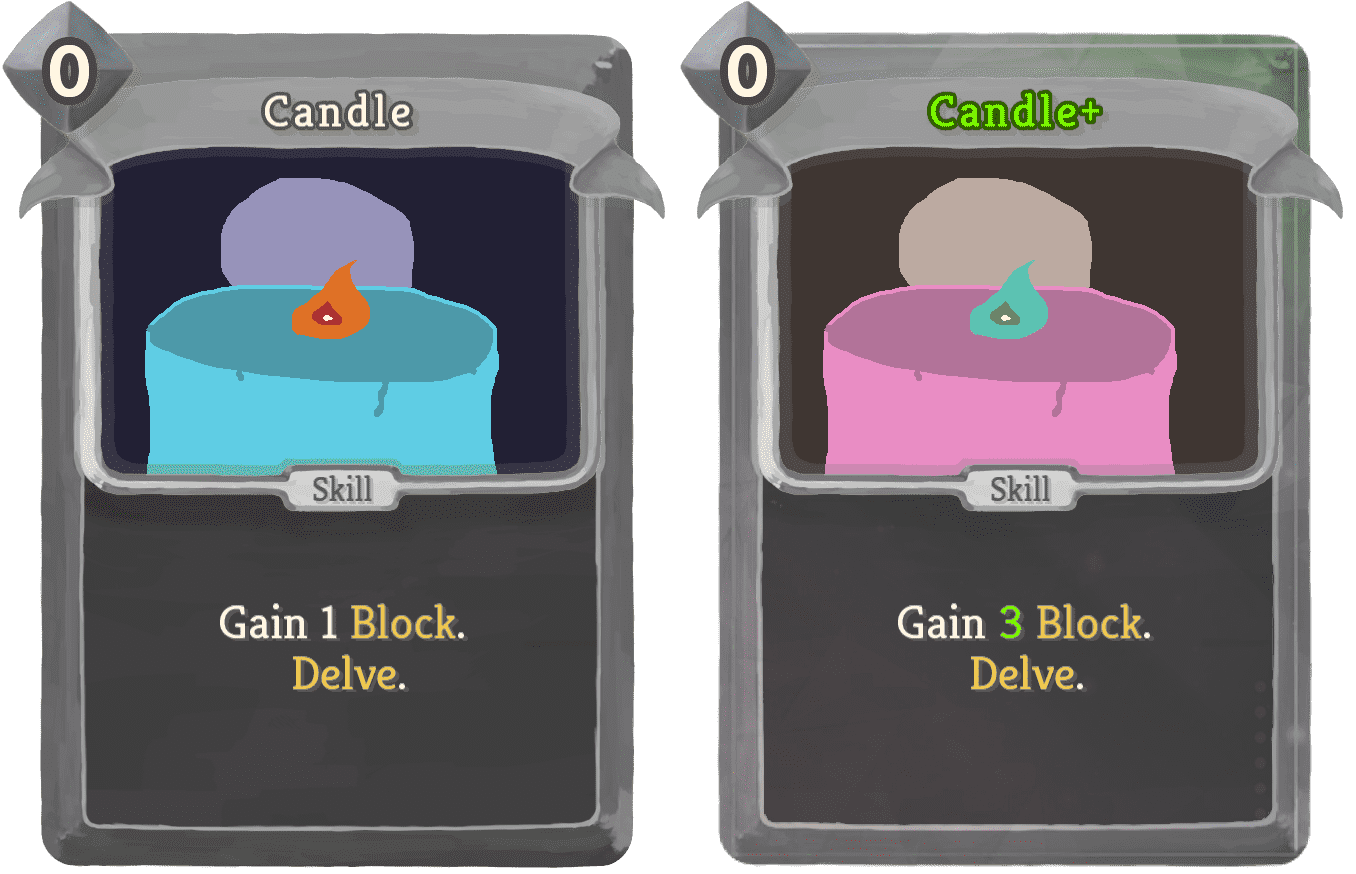 0
Candle
Skill
Gain 1 Block.
Delve.
0
Candle+
Skill
Gain 3 Block.
Delve.